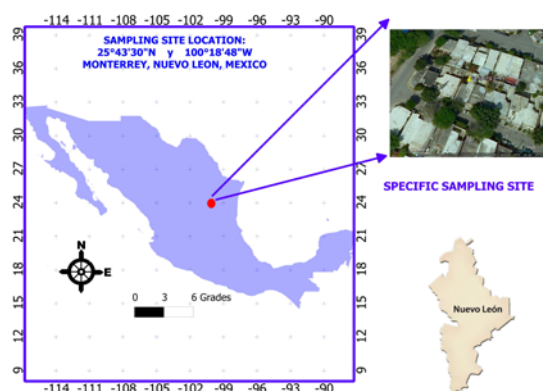 -114 -111 -108 -105 -102 -99 -96 -93 -90
SAMPLING SITE LOCATION:
25°43'30"N y 100°18'48"W
MONTERREY, NUEVO LEON, MEXICO
39
36
33
30
27
24
21
18
15
12
9
39
36
33
30
27
24
21
18
15
12
9
SPECIFIC SAMPLING SITE
N
E
0 3 6 Grades
Nuevo León
-114 -111 -108 -105 -102 -99 -96 -93 -90